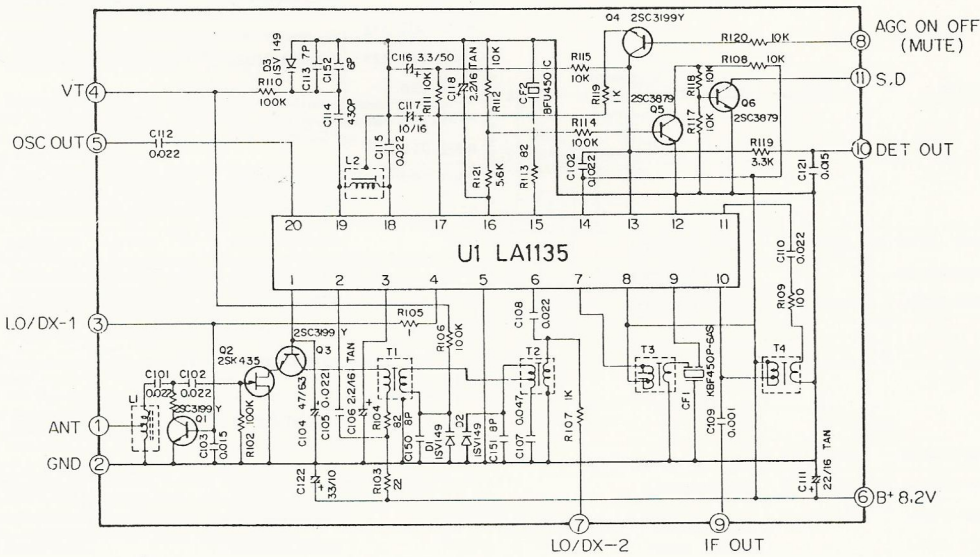 Q4 2SC3199Y
AGC ON OFF
(MUTE)
8
R120 10K
R108 10K
11 S.D
D3
1SV 149
C113 7P
C152
6P
C116 3.3/50
R111 10K
C118
2.2/16 TAN
10K
R112
CF2
BFU450 C
R115
10K
R119
1K
2SC3879
Q5
R118
10K
R117
10K
Q6
2SC3879
VT 4
R110
100K
C114
430P
C117
10/16
R114
100K
OSC OUT 5
C112
0.022
C115
0.022
L2
R121
5.6K
R113 82
C102
0.022
R119
3.3K
C121
0.015
10 DET OUT
20 19 18 17 16 15 14 13 12 11
U1 LA1135
1 2 3 4 5 6 7 8 9 10
C110
0.022
R109
100
LO/DX-1 3
R105
1
2SC3199 Y
Q3
R106
100K
C108
0.022
Q2
2SK435
T1
T2
T3
T4
KBF450P-6AS
CF1
C101
0.022
C102
0.022
L1
2SC3199Y
Q1
C103
0.015
R102 100K
C104 47/63
C105 0.022
C106 2.2/16 TAN
R104
82
C150 8P
D1
1SV149
D2
1SV149
C151 8P
C107 0.047
R107 1K
C109
0.001
ANT 1
GND 2
C122
33/10
R103
22
C111
22/16 TAN
6 B+ 8.2V
7
LO/DX-2
9
IF OUT